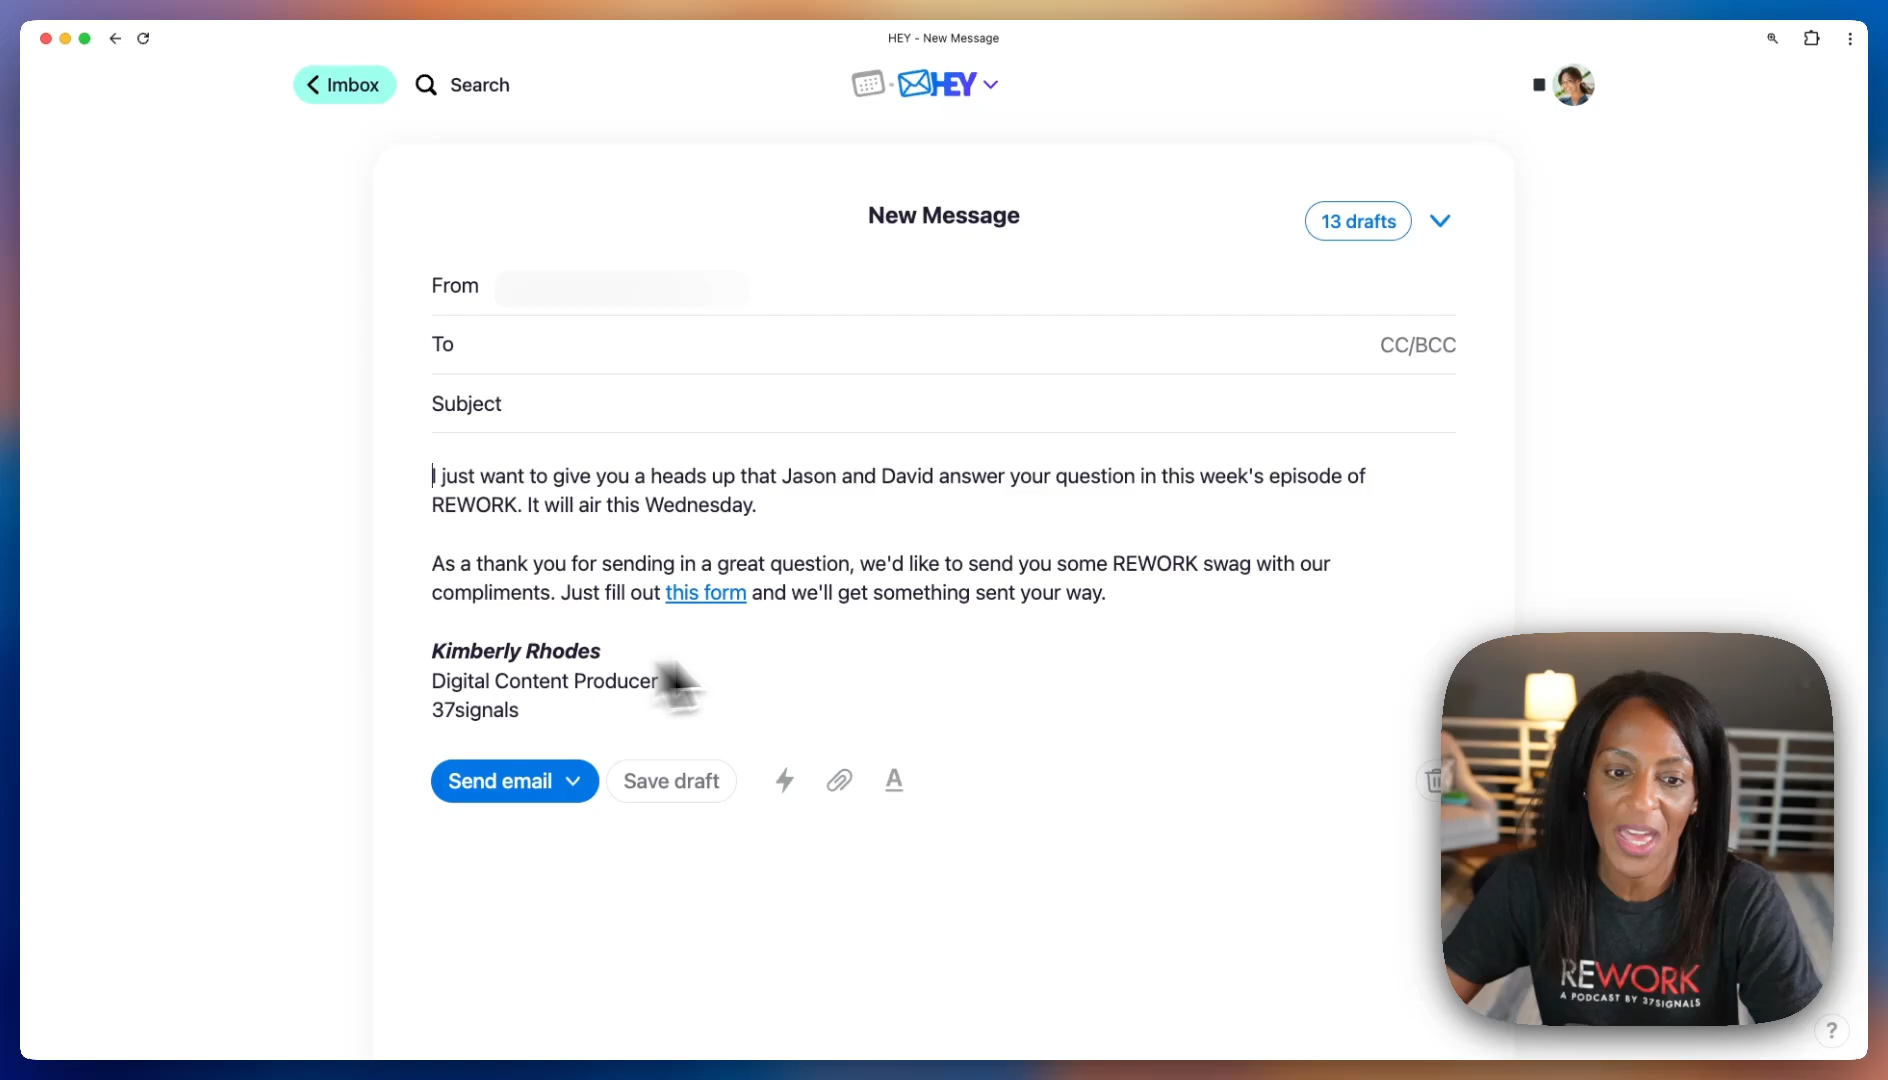 HEY - New Message
Imbox
Search
HEY
New Message
13 drafts
From
To
CC/BCC
Subject
I just want to give you a heads up that Jason and David answer your question in this week's episode of
REWORK. It will air this Wednesday.
As a thank you for sending in a great question, we'd like to send you some REWORK swag with our
compliments. Just fill out this form and we'll get something sent your way.
Kimberly Rhodes
Digital Content Producer
37signals
Send email
Save draft
A
REWORK
A PODCAST BY 37SIGNALS
?